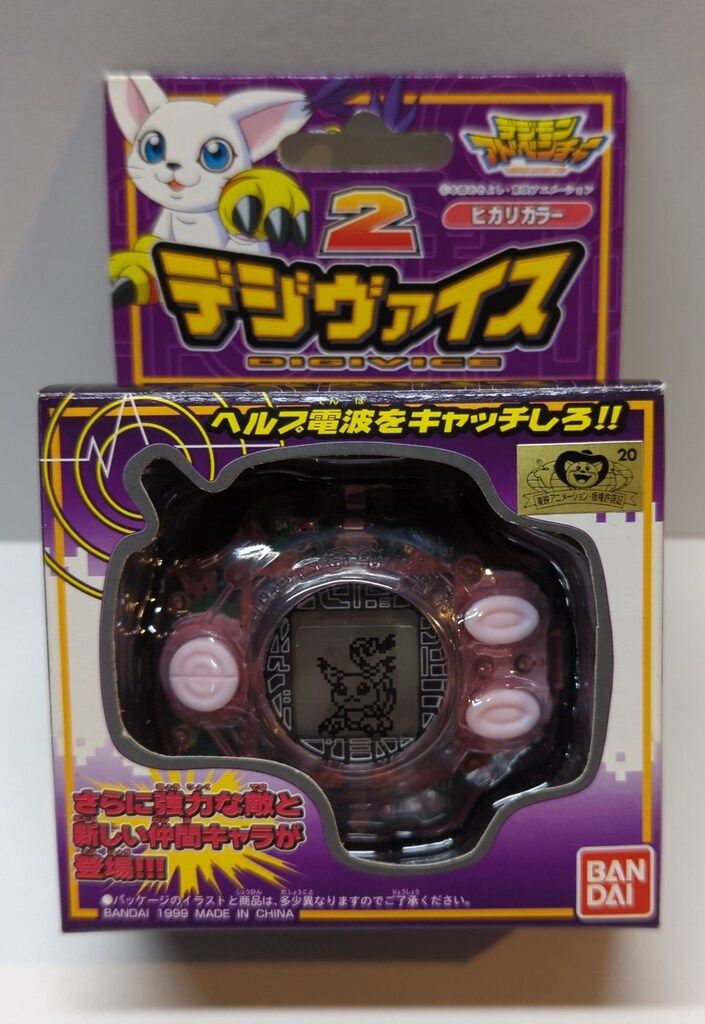 デジモン
アドベンチャー
©本郷あきよし・東映アニメーション
ヒカリカラー
2
デジヴァイス
DIGIVICE
ヘルプ電波をキャッチしろ!!
でんぱ
20
東映アニメーション・版権許諾証
さらに強力な敵と
新しい仲間キャラが
登場!!!!
●パッケージのイラストと商品は、多少異なりますのでご了承ください。
BANDAI 1999 MADE IN CHINA
BAN
DAI